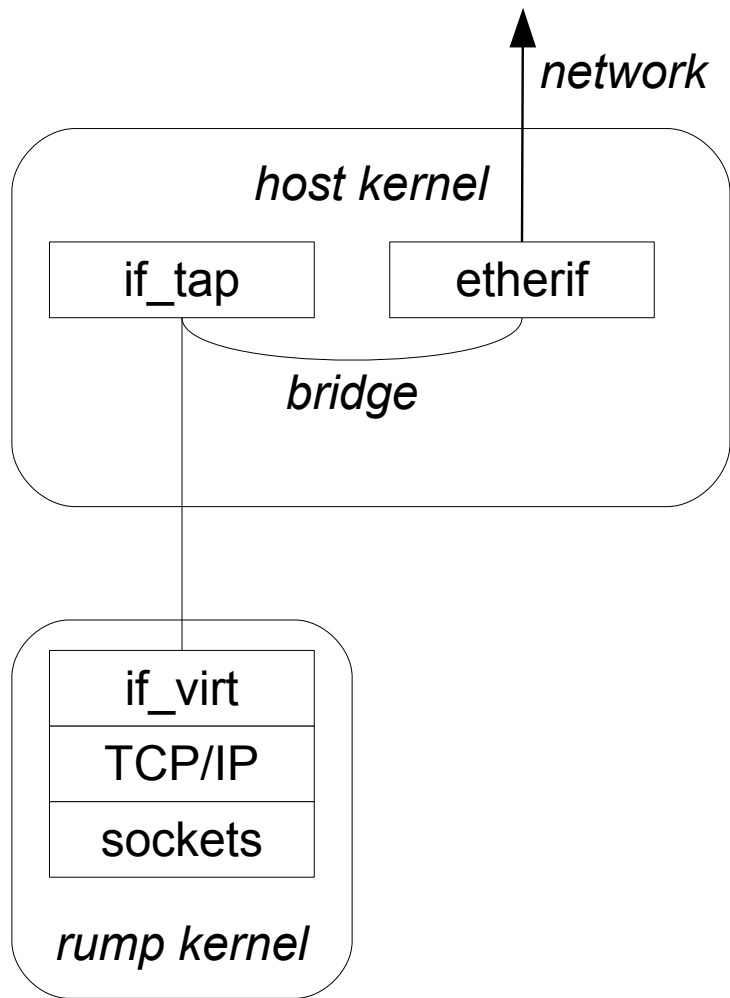 network
host kernel
if_tap
etherif
bridge
if_virt
TCP/IP
sockets
rump kernel